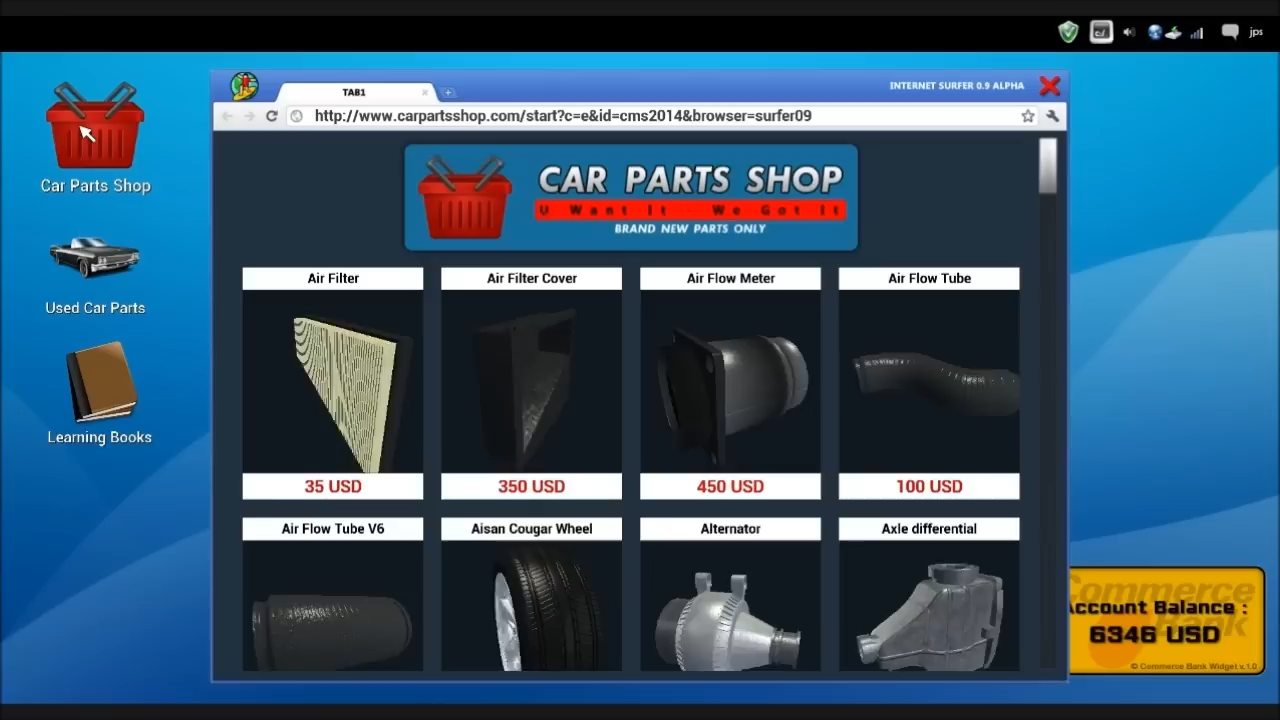 jps
TAB1
INTERNET SURFER 0.9 ALPHA
http://www.carpartsshop.com/start?c=e&id=cms2014&browser=surfer09
Car Parts Shop
CAR PARTS SHOP
U Want It - We Got It
BRAND NEW PARTS ONLY
Used Car Parts
Learning Books
Air Filter
Air Filter Cover
Air Flow Meter
Air Flow Tube
35 USD
350 USD
450 USD
100 USD
Air Flow Tube V6
Aisan Cougar Wheel
Alternator
Axle differential
Commerce Bank
Account Balance :
6346 USD
© Commerce Bank Widget v.1.0